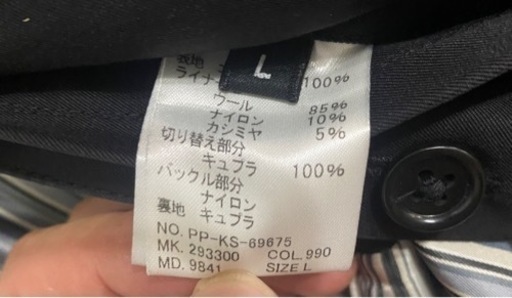 表地
L
ライナ 100%
ウール 85%
ナイロン 10%
カシミヤ 5%
切り替え部分
キュプラ 100%
バックル部分
ナイロン
裏地 キュプラ
NO. PP-KS-69675
MK. 293300 COL. 990
MD. 9841 SIZE L